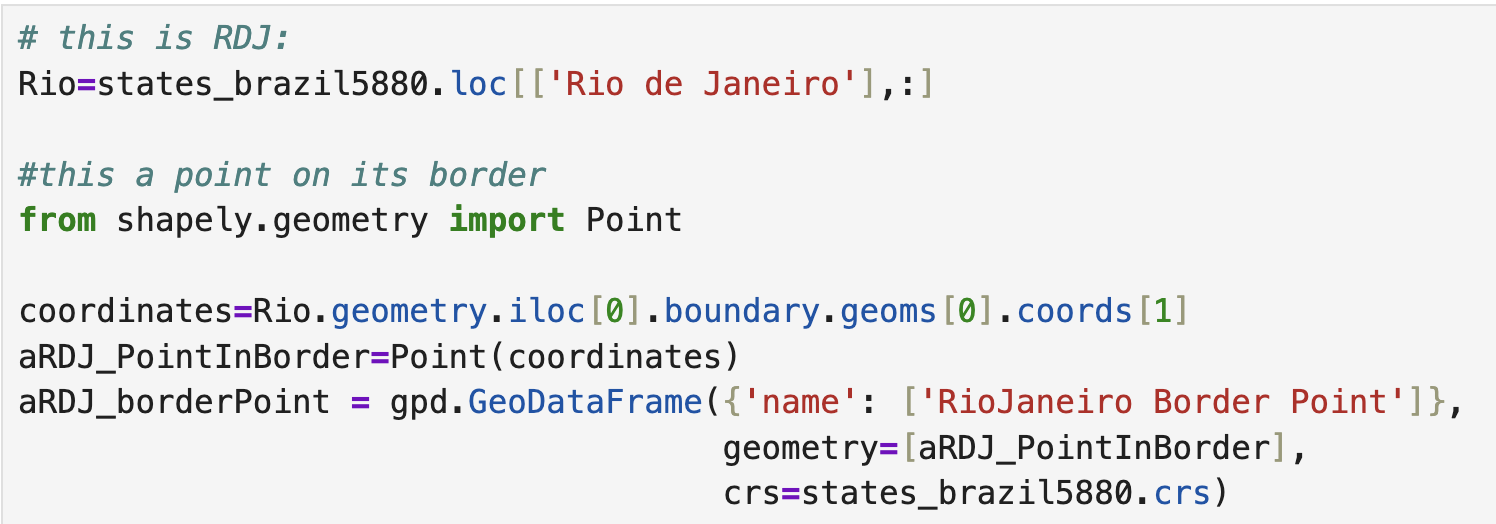 # this is RDJ:
Rio=states_brazil5880.loc[['Rio de Janeiro'],:]
#this a point on its border
from shapely.geometry import Point
coordinates=Rio.geometry.iloc[0].boundary.geoms[0].coords[1]
aRDJ_PointInBorder=Point(coordinates)
aRDJ_borderPoint = gpd.GeoDataFrame({'name': ['RioJaneiro Border Point']},
geometry=[aRDJ_PointInBorder],
crs=states_brazil5880.crs)